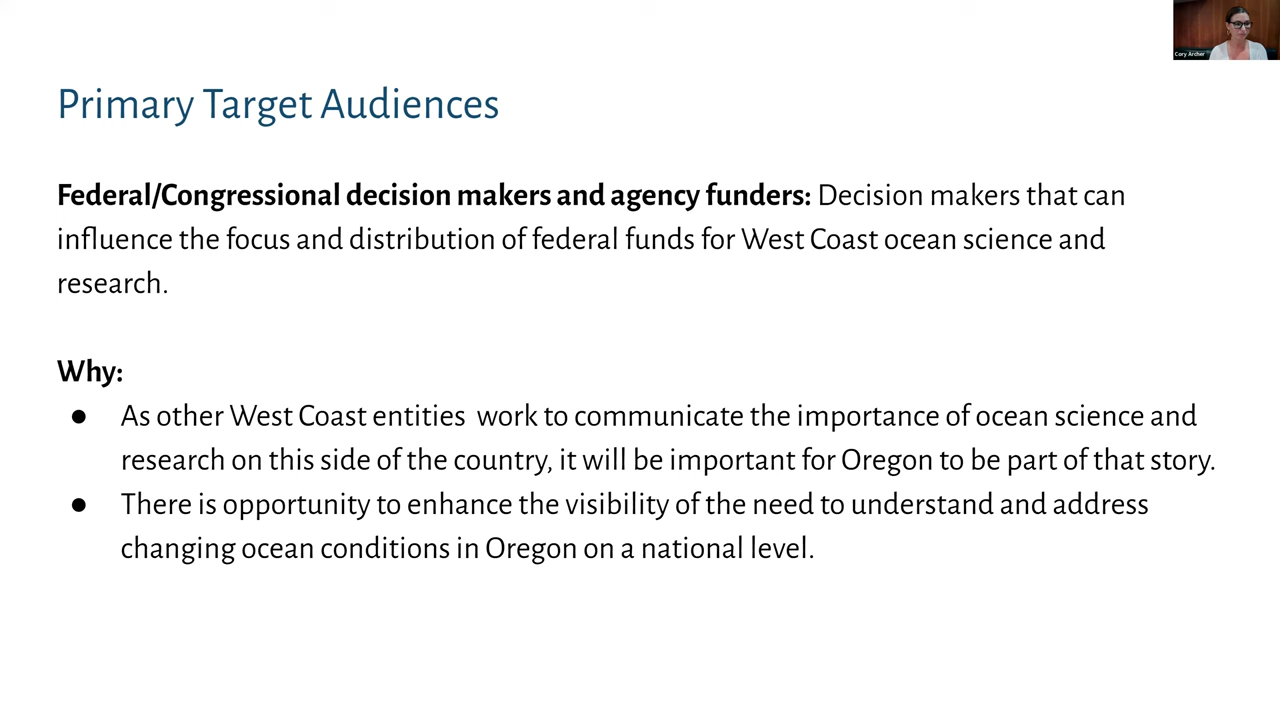 Cory Archer
Primary Target Audiences
Federal/Congressional decision makers and agency funders: Decision makers that can
influence the focus and distribution of federal funds for West Coast ocean science and
research.
Why:
● As other West Coast entities  work to communicate the importance of ocean science and
research on this side of the country, it will be important for Oregon to be part of that story.
● There is opportunity to enhance the visibility of the need to understand and address
changing ocean conditions in Oregon on a national level.